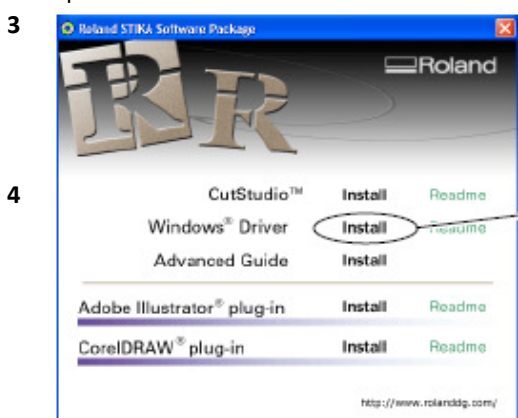 3
Roland STIKA Software Package
Roland
4
CutStudio™ Install Readme
Windows® Driver Install Readme
Advanced Guide Install
Adobe Illustrator® plug-in Install Readme
CorelDRAW® plug-in Install Readme
http://www.rolanddg.com/